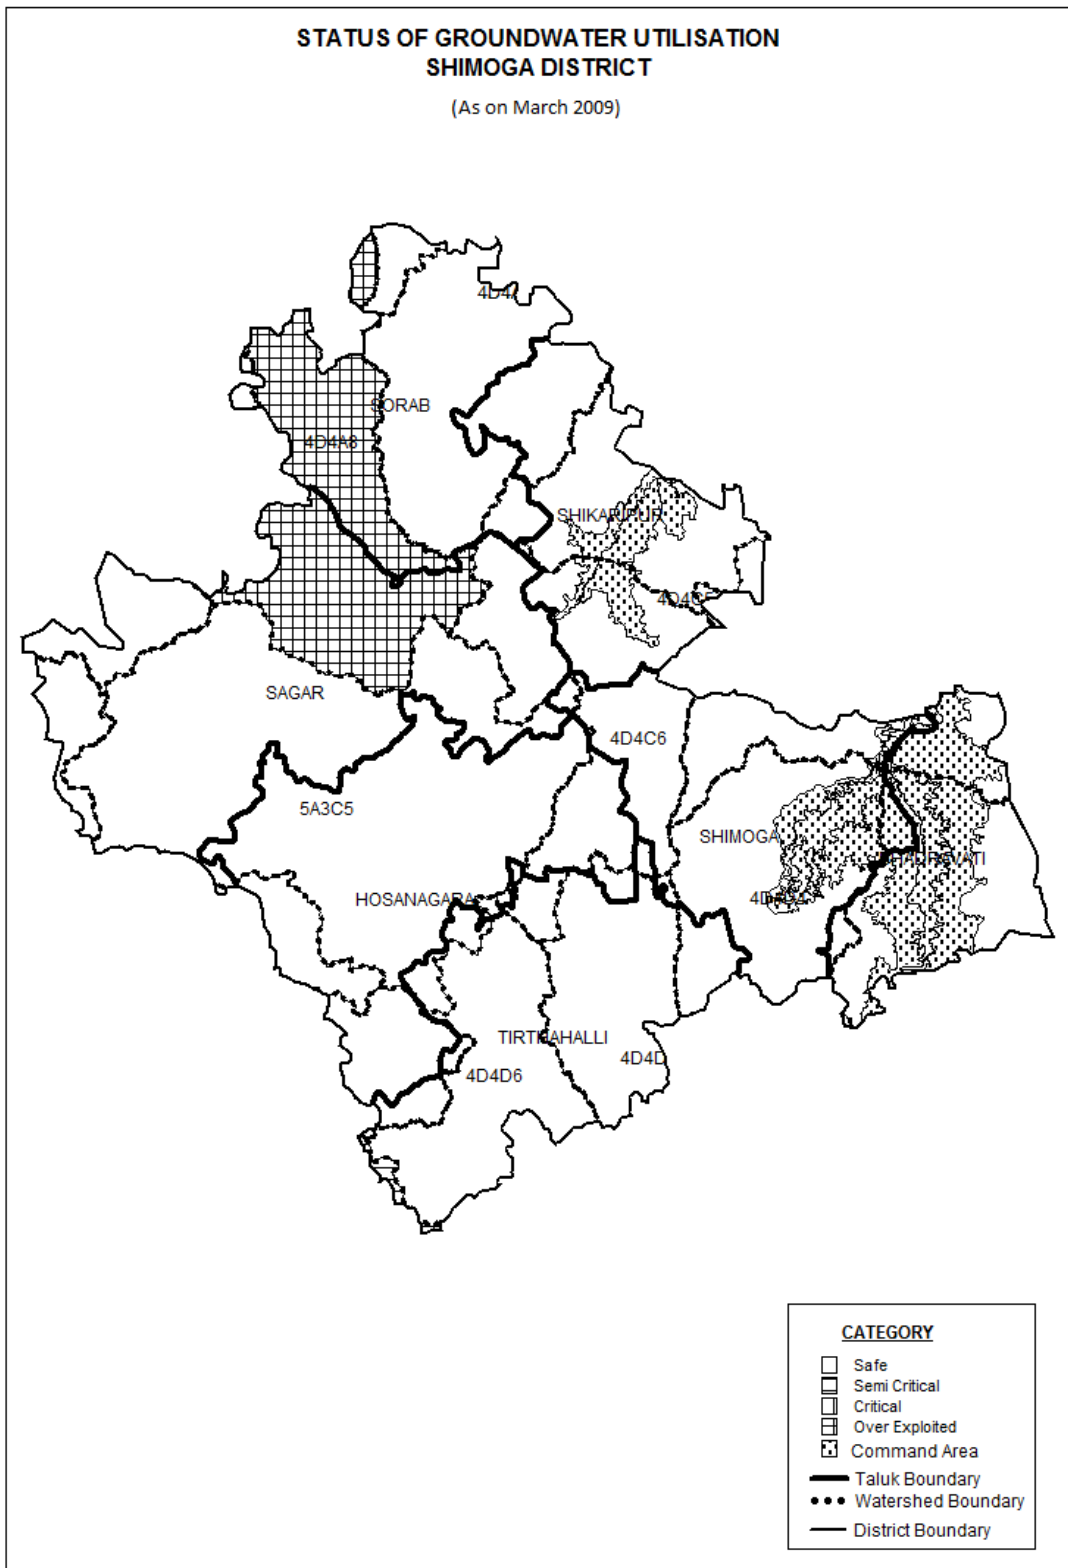 STATUS OF GROUNDWATER UTILISATION
SHIMOGA DISTRICT
(As on March 2009)
SORAB
4D4A8
SHIKARIPUR
SAGAR
4D4C6
5A3C5
SHIMOGA
HOSANAGARA
TIRTHAHALLI
4D4D
4D4D6
CATEGORY
Safe
Semi Critical
Critical
Over Exploited
Command Area
Taluk Boundary
Watershed Boundary
District Boundary